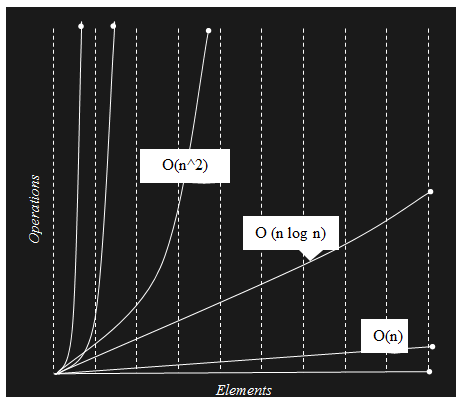 O(n^2)
O (n log n)
O(n)
Operations
Elements